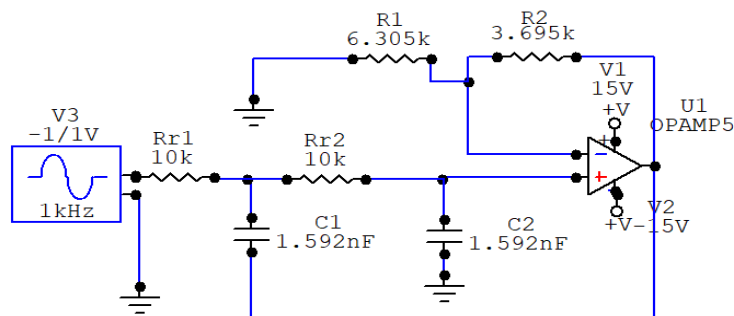 R1
6.305k
R2
3.695k
V1
15V
+V
U1
OPAMP5
V3
-1/1V
1kHz
Rr1
10k
Rr2
10k
+
-
+
-
+V
V2
-15V
C1
1.592nF
C2
1.592nF